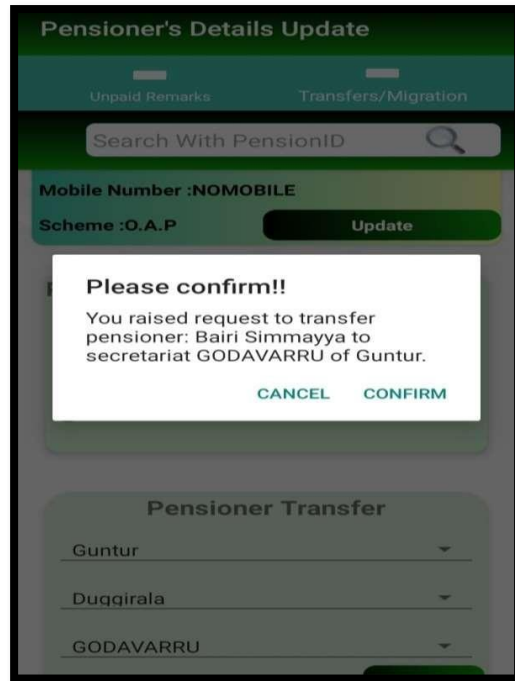 Pensioner's Details Update
Unpaid Remarks
Transfers/Migration
Search With PensionID
Mobile Number :NOMOBILE
Scheme :O.A.P
Update
Please confirm!!
You raised request to transfer
pensioner: Bairi Simmayya to
secretariat GODAVARRU of Guntur.
CANCEL CONFIRM
Pensioner Transfer
Guntur
Duggirala
GODAVARRU